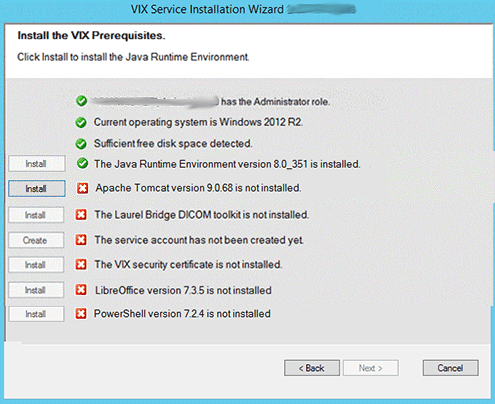 VIX Service Installation Wizard
Install the VIX Prerequisites.
Click Install to install the Java Runtime Environment.
has the Administrator role.
Current operating system is Windows 2012 R2.
Sufficient free disk space detected.
Install The Java Runtime Environment version 8.0_351 is installed.
Install Apache Tomcat version 9.0.68 is not installed.
Install The Laurel Bridge DICOM toolkit is not installed.
Create The service account has not been created yet.
Install The VIX security certificate is not installed.
Install LibreOffice version 7.3.5 is not installed
Install PowerShell version 7.2.4 is not installed
< Back Next > Cancel